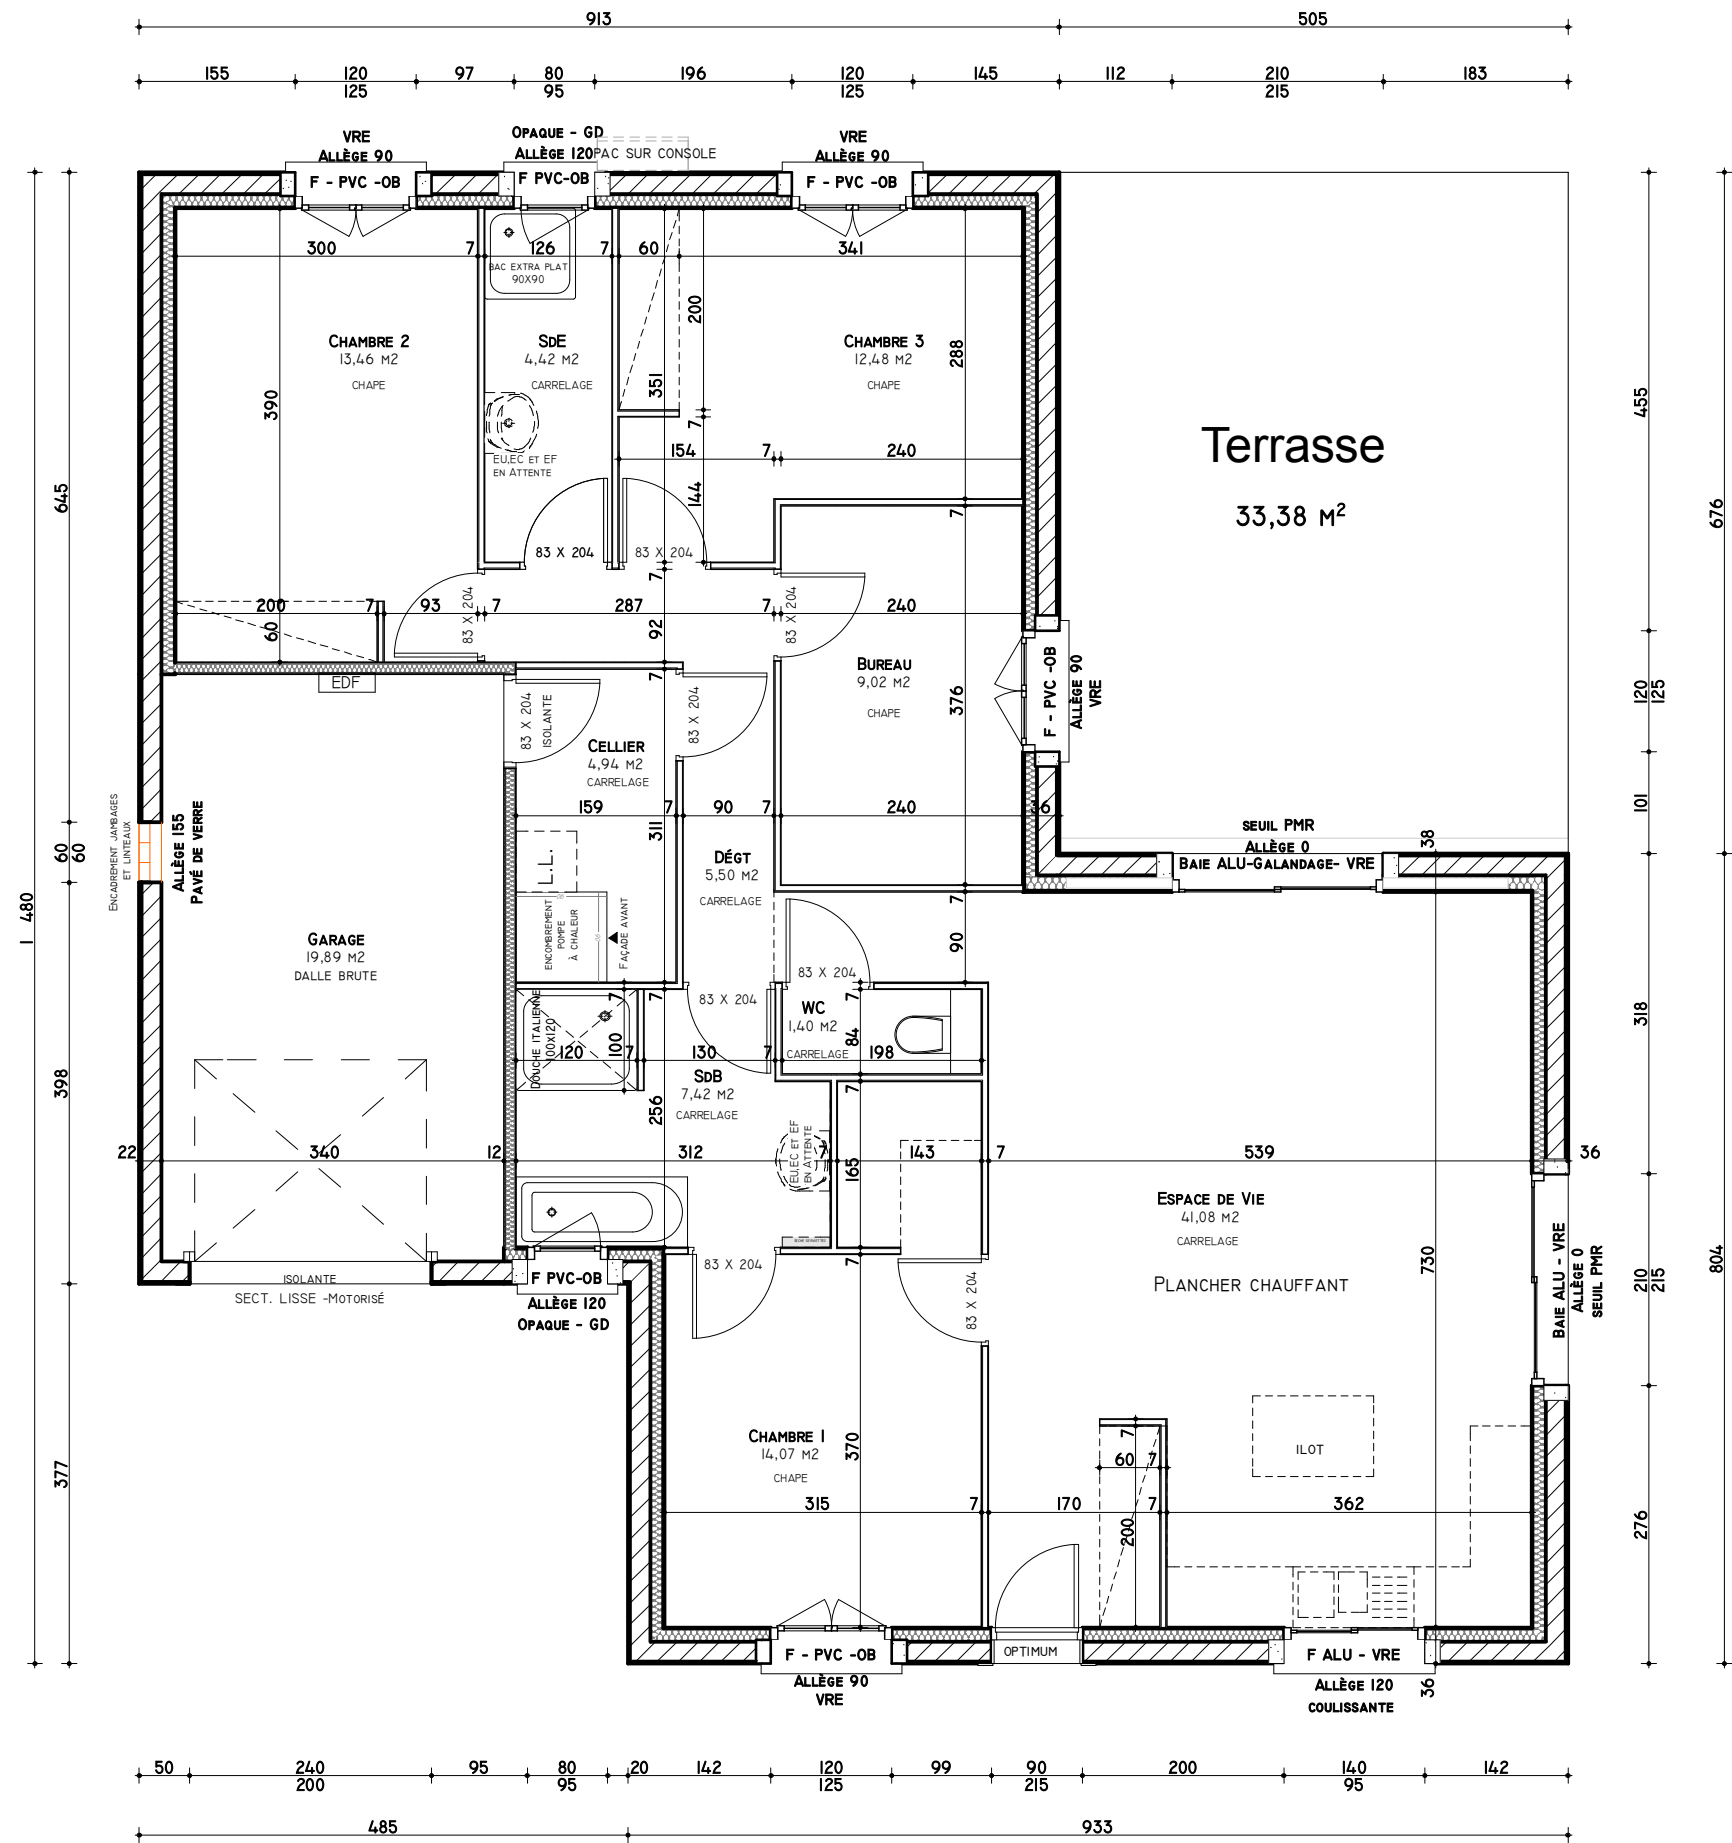 913
505
155
120
97
80
196
120
145
112
210
183
125
95
125
215
VRE
Allège 90
F - PVC -OB
Opaque - GD
Allège 120
F PVC-OB
PAC SUR CONSOLE
VRE
Allège 90
F - PVC -OB
300
7
126
7
60
341
BAC EXTRA PLAT
90X90
Chambre 2
13,46 M2
CHAPE
SdE
4,42 M2
CARRELAGE
Chambre 3
12,48 M2
CHAPE
200
288
351
390
7
EU,EC ET EF
EN ATTENTE
154
7
240
144
7
83 X 204
83 X 204
7
Terrasse
33,38 M²
455
676
645
1 480
200
7
93
7
287
7
240
60
83 X 204
92
83 X 204
EDF
7
83 X 204
ISOLANTE
83 X 204
Cellier
4,94 M2
CARRELAGE
Bureau
9,02 M2
CHAPE
376
F - PVC -OB
Allège 90
VRE
120
125
101
159
7
90
7
240
36
311
ENCADREMENT JAMBAGES
ET LINTEAUX
Allège 155
Pavé de verre
60
60
L.L.
Dégt
5,50 M2
CARRELAGE
seuil PMR
Allège 0
Baie ALU-Galandage- VRE
38
7
90
ENCOMBREMENT
POMPE
À CHALEUR
FAÇADE AVANT
Garage
19,89 M2
DALLE BRUTE
83 X 204
83 X 204
7
7
7
WC
1,40 M2
CARRELAGE
84
198
DOUCHE ITALIENNE
100x120
120
100
7
130
7
SdB
7,42 M2
CARRELAGE
256
7
318
398
22
340
12
312
7
143
7
539
36
EU,EC ET EF
EN ATTENTE
165
Espace de Vie
41,08 M2
CARRELAGE
PLANCHER CHAUFFANT
730
Baie ALU - VRE
Allège 0
seuil PMR
210
215
804
7
83 X 204
83 X 204
ISOLANTE
SECT. LISSE -Motorisé
F PVC-OB
Allège 120
Opaque - GD
377
Chambre 1
14,07 M2
CHAPE
370
7
60
7
ILOT
315
7
170
7
362
200
276
OPTIMUM
F - PVC -OB
Allège 90
VRE
F ALU - VRE
Allège 120
coulissante
36
50
240
95
80
20
142
120
99
90
200
140
142
200
95
125
215
95
485
933